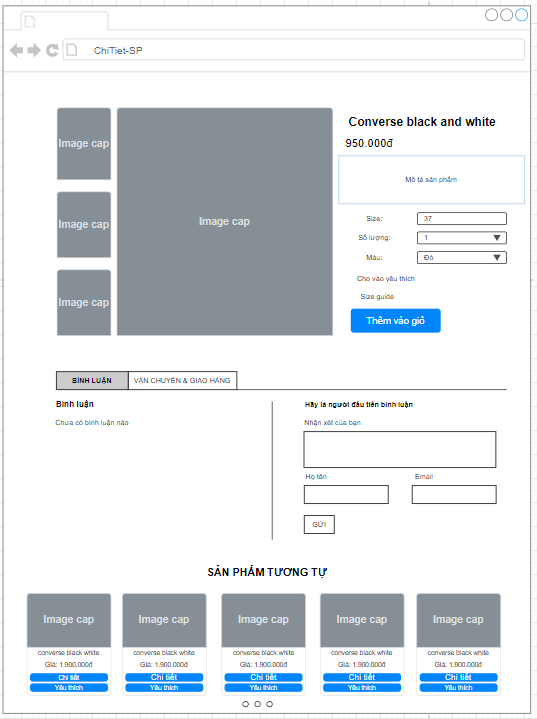 ChiTiet-SP
Image cap
Image cap
Image cap
Image cap
Converse black and white
950.000đ
Mô tả sản phẩm
Size: 37
Số lượng: 1
Màu: Đỏ
Cho vào yêu thích
Size guide
Thêm vào giỏ
BÌNH LUẬN VẬN CHUYỂN & GIAO HÀNG
Bình luận
Chưa có bình luận nào
Hãy là người đầu tiên bình luận
Nhận xét của bạn
Họ tên Email
GỬI
SẢN PHẨM TƯƠNG TỰ
Image cap Image cap Image cap Image cap Image cap
converse black white converse black white converse black white converse black white converse black white
Giá: 1.900.000đ Giá: 1.900.000đ Giá: 1.900.000đ Giá: 1.900.000đ Giá: 1.900.000đ
Chi tiết Chi tiết Chi tiết Chi tiết Chi tiết
Yêu thích Yêu thích Yêu thích Yêu thích Yêu thích